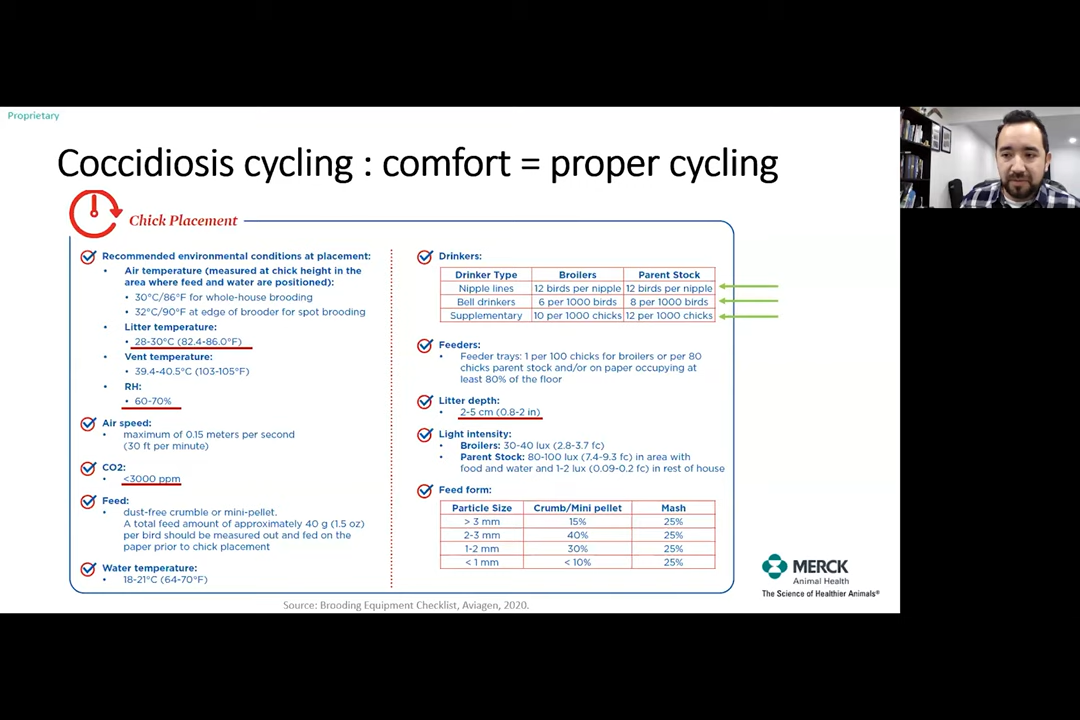 Proprietary
Coccidiosis cycling : comfort = proper cycling
Chick Placement
Recommended environmental conditions at placement:
• Air temperature (measured at chick height in the
area where feed and water are positioned):
• 30°C/86°F for whole-house brooding
• 32°C/90°F at edge of brooder for spot brooding
• Litter temperature:
• 28-30°C (82.4-86.0°F)
• Vent temperature:
• 39.4-40.5°C (103-105°F)
• RH:
• 60-70%
Air speed:
• maximum of 0.15 meters per second
(30 ft per minute)
CO2:
• <3000 ppm
Feed:
• dust-free crumble or mini-pellet.
A total feed amount of approximately 40 g (1.5 oz)
per bird should be measured out and fed on the
paper prior to chick placement
Water temperature:
• 18-21°C (64-70°F)
Drinkers:
Drinker Type Broilers Parent Stock
Nipple lines 12 birds per nipple 12 birds per nipple
Bell drinkers 6 per 1000 birds 8 per 1000 birds
Supplementary 10 per 1000 chicks 12 per 1000 chicks
Feeders:
• Feeder trays: 1 per 100 chicks for broilers or per 80
chicks parent stock and/or on paper occupying at
least 80% of the floor
Litter depth:
• 2-5 cm (0.8-2 in)
Light intensity:
• Broilers: 30-40 lux (2.8-3.7 fc)
• Parent Stock: 80-100 lux (7.4-9.3 fc) in area with
food and water and 1-2 lux (0.09-0.2 fc) in rest of house
Feed form:
Particle Size Crumb/Mini pellet Mash
> 3 mm 15% 25%
2-3 mm 40% 25%
1-2 mm 30% 25%
< 1 mm < 10% 25%
MERCK
Animal Health
The Science of Healthier Animals®
Source: Brooding Equipment Checklist, Aviagen, 2020.